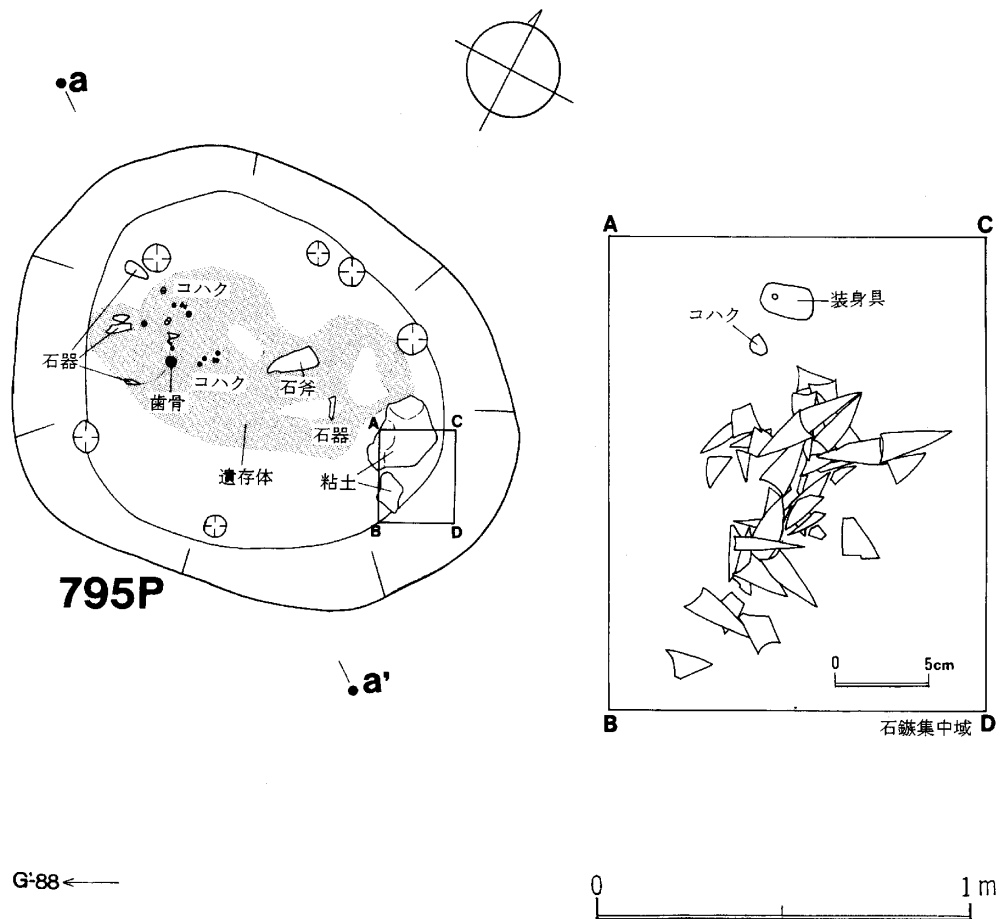 a
コハク
石器
歯骨
コハク
石斧
石器
遺存体
粘土
A
C
B
D
795P
a'
A
C
装身具
コハク
0
5cm
B
石鏃集中域
D
G'-88
0
1m